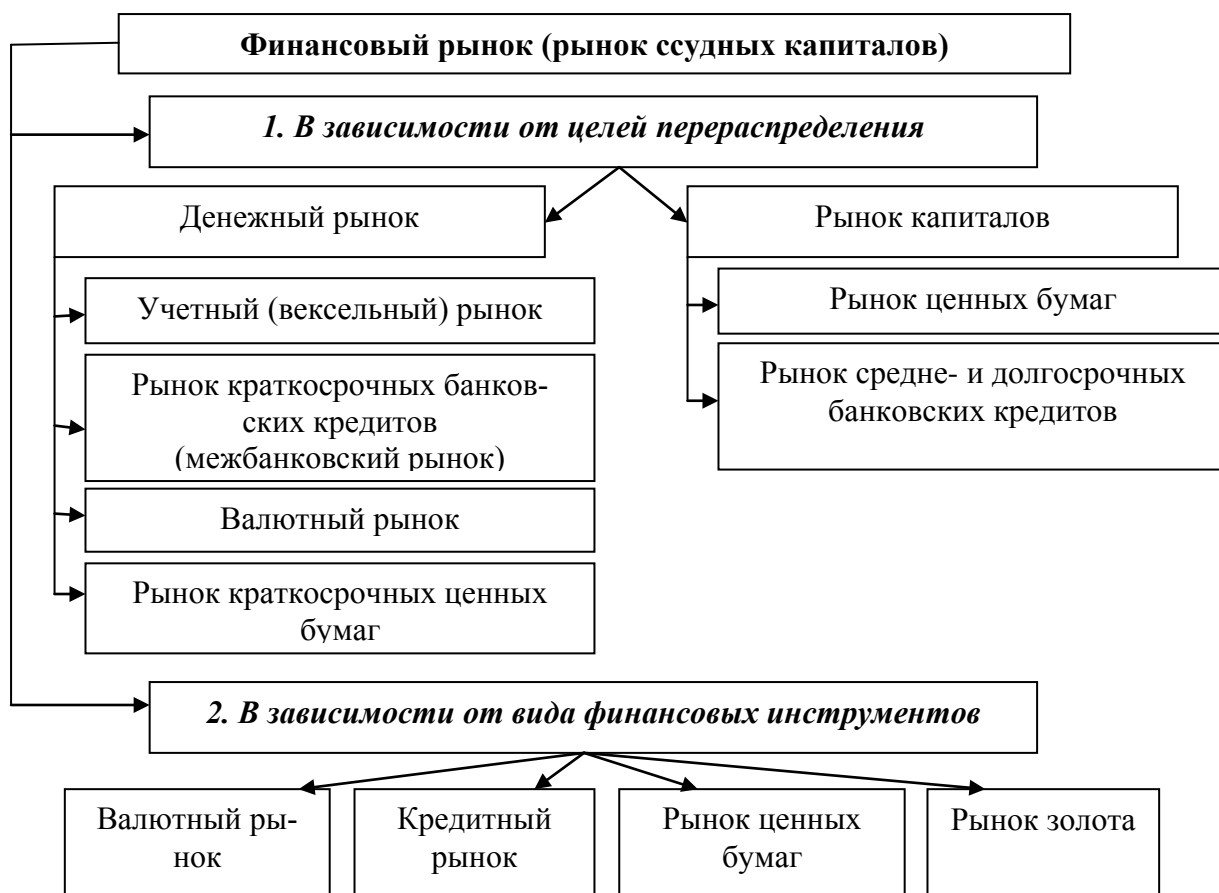 Финансовый рынок (рынок ссудных капиталов)
1. В зависимости от целей перераспределения
Денежный рынок
Учетный (вексельный) рынок
Рынок краткосрочных банков-
ских кредитов
(межбанковский рынок)
Валютный рынок
Рынок краткосрочных ценных
бумаг
Рынок капиталов
Рынок ценных бумаг
Рынок средне- и долгосрочных
банковских кредитов
2. В зависимости от вида финансовых инструментов
Валютный ры-
нок
Кредитный
рынок
Рынок ценных
бумаг
Рынок золота